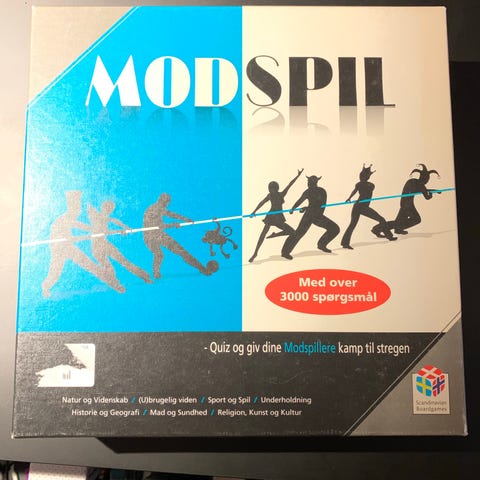 MODSPIL
Med over
3000 spørgsmål
- Quiz og giv dine Modspillere kamp til stregen
Natur og Videnskab / (U)brugelig viden / Sport og Spil / Underholdning
Historie og Geografi / Mad og Sundhed / Religion, Kunst og Kultur
Scandinavian
Boardgames